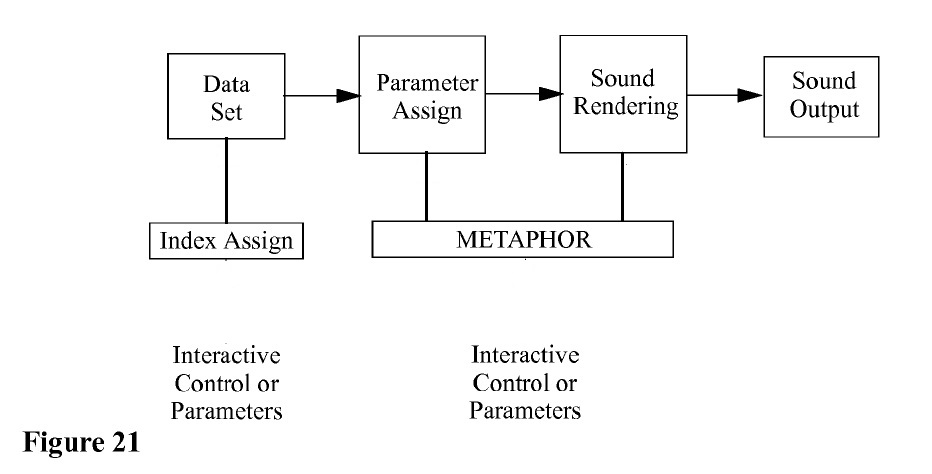 Data
Set
Parameter
Assign
Sound
Rendering
Sound
Output
Index Assign
METAPHOR
Interactive
Control or
Parameters
Interactive
Control or
Parameters
Figure 21